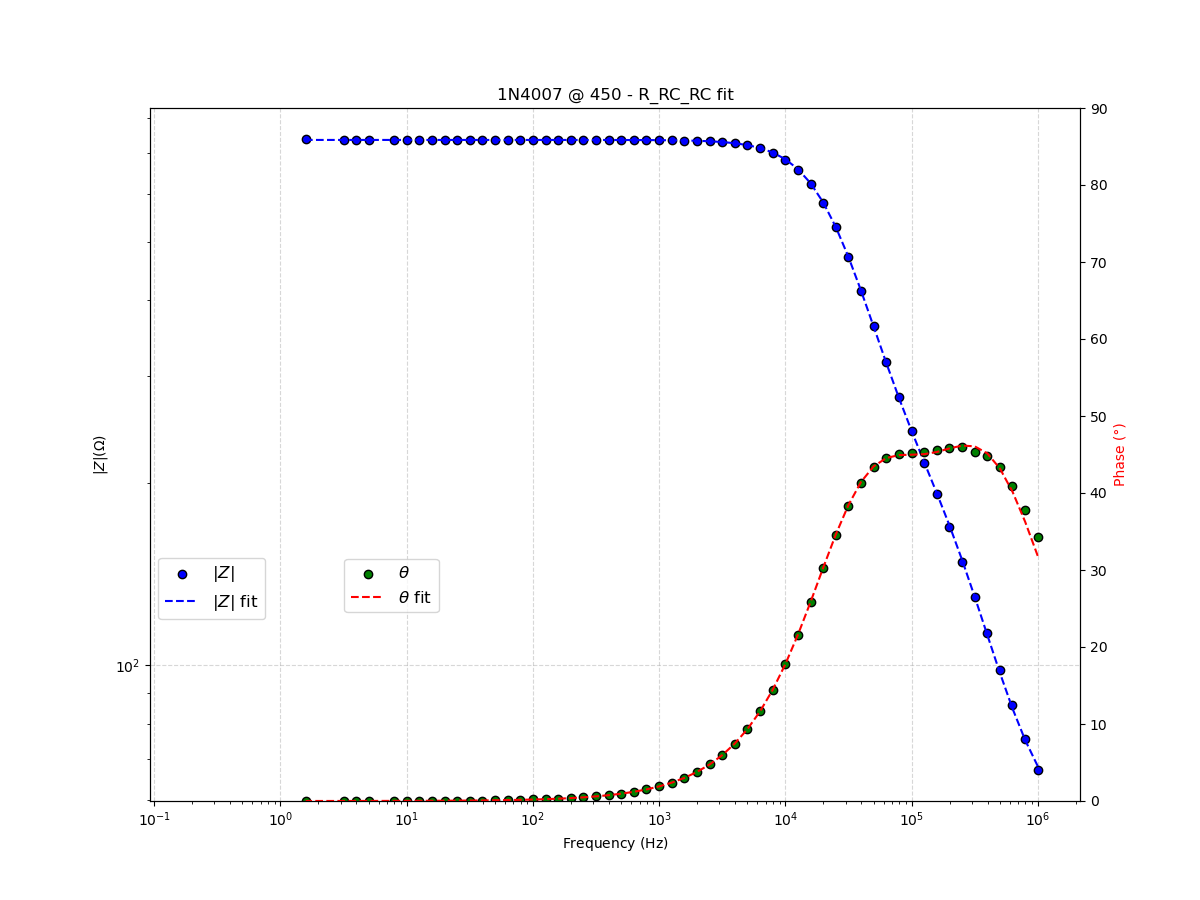 1N4007 @ 450 - R_RC_RC fit
|Z|(Ω)
10²
90
80
70
60
50
40
30
20
10
0
Phase (°)
|Z|
|Z| fit
θ
θ fit
10⁻¹ 10⁰ 10¹ 10² 10³ 10⁴ 10⁵ 10⁶
Frequency (Hz)